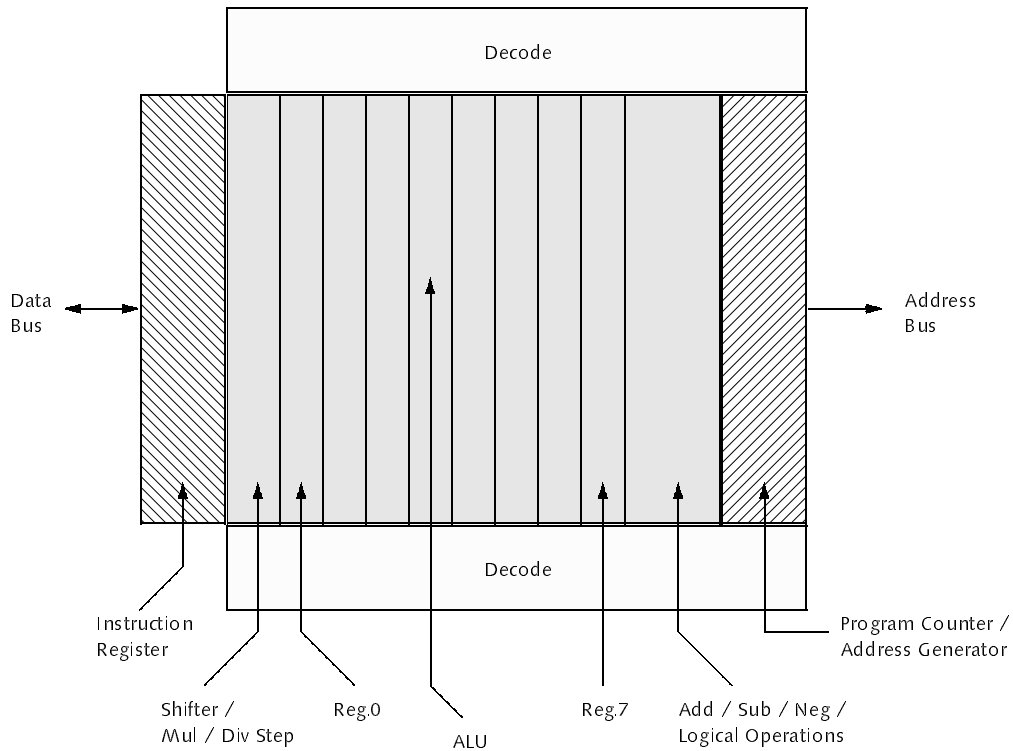 Decode
Data
Bus
Address
Bus
Decode
Instruction
Register
Program Counter /
Address Generator
Shifter /
Mul / Div Step
Reg.0
ALU
Reg.7
Add / Sub / Neg /
Logical Operations